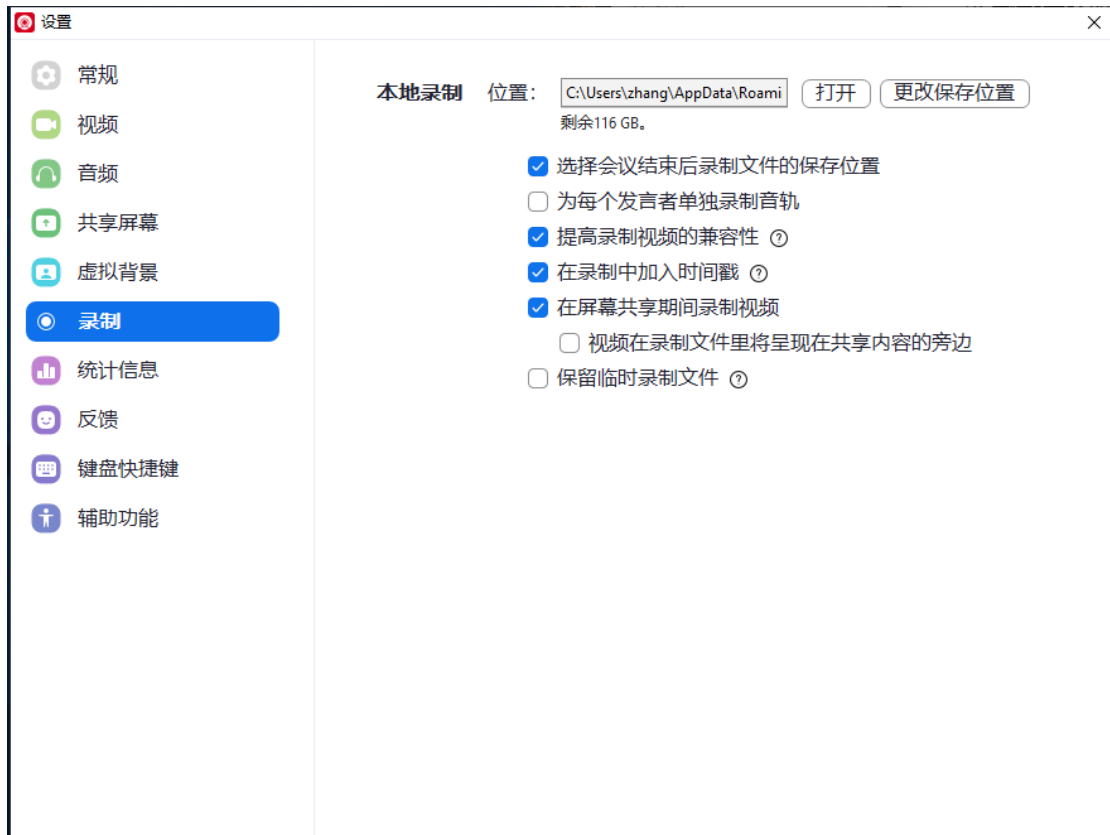 设置
常规
视频
音频
共享屏幕
虚拟背景
录制
统计信息
反馈
键盘快捷键
辅助功能
本地录制 位置: C:\Users\zhang\AppData\Roami 打开 更改保存位置
剩余116 GB。
选择会议结束后录制文件的保存位置
为每个发言者单独录制音轨
提高录制视频的兼容性 ?
在录制中加入时间戳 ?
在屏幕共享期间录制视频
视频在录制文件里将呈现在共享内容的旁边
保留临时录制文件 ?